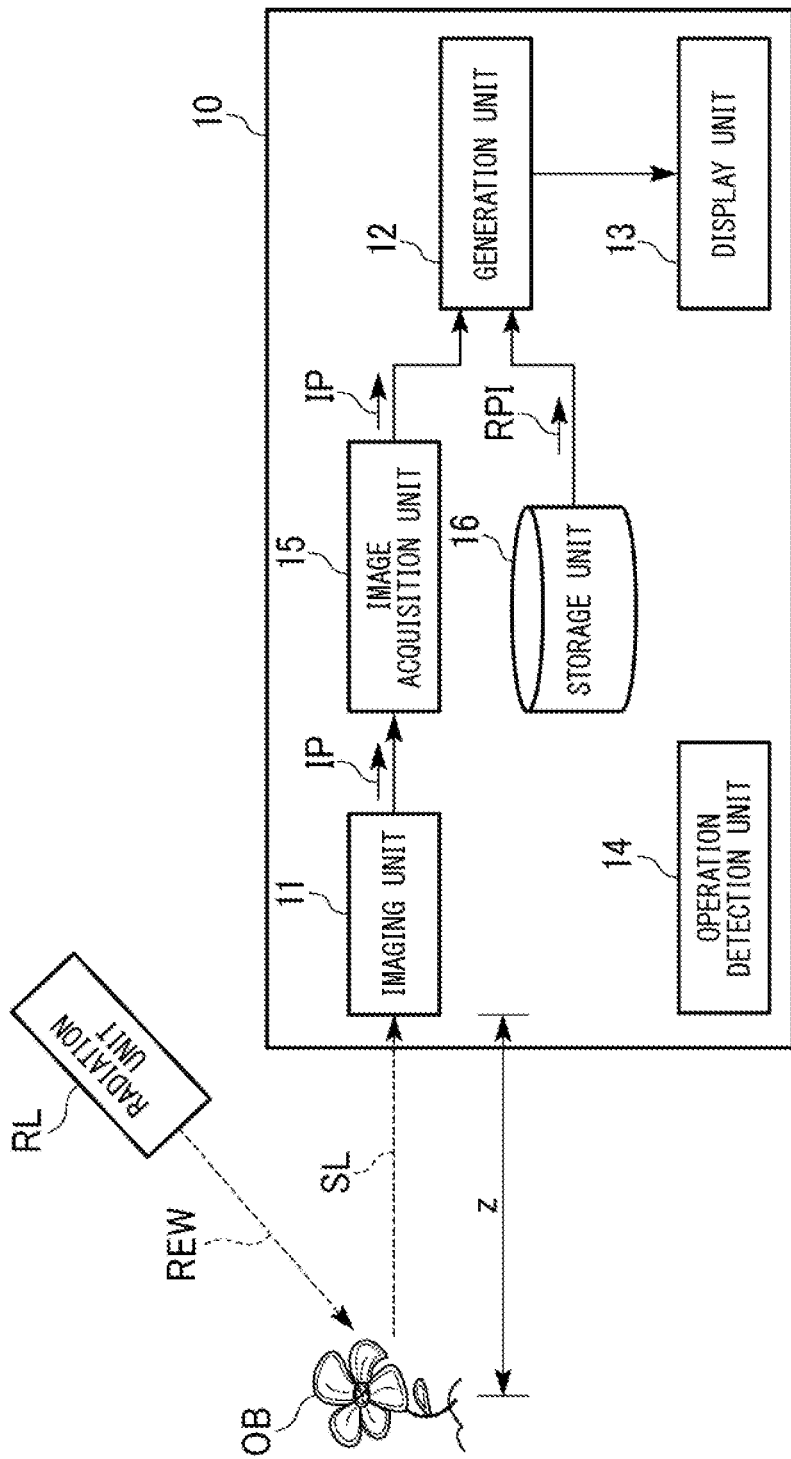 RL
RADIATION
UNIT
REW
OB
SL
z
10
11
IMAGING UNIT
IP
15
IMAGE
ACQUISITION UNIT
IP
12
GENERATION UNIT
RPI
16
STORAGE UNIT
14
OPERATION
DETECTION UNIT
13
DISPLAY UNIT